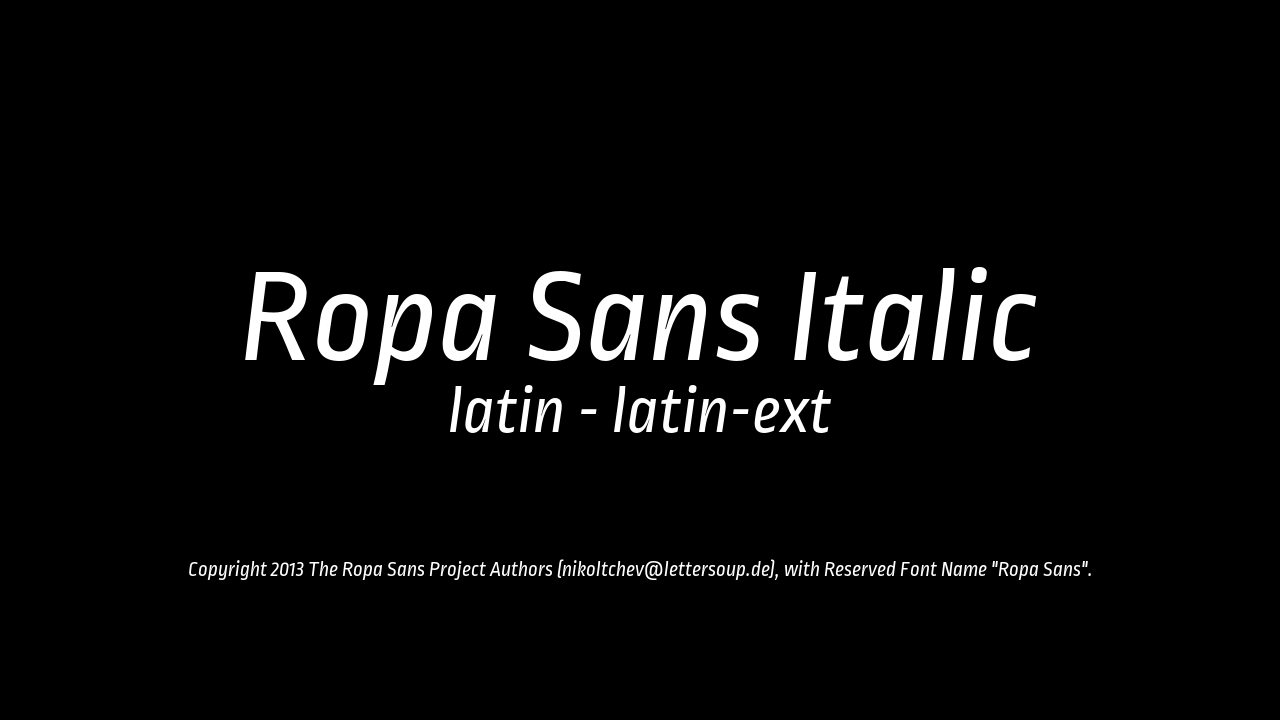 Ropa Sans Italic
latin - latin-ext
Copyright 2013 The Ropa Sans Project Authors (nikoltchev@lettersoup.de), with Reserved Font Name "Ropa Sans".